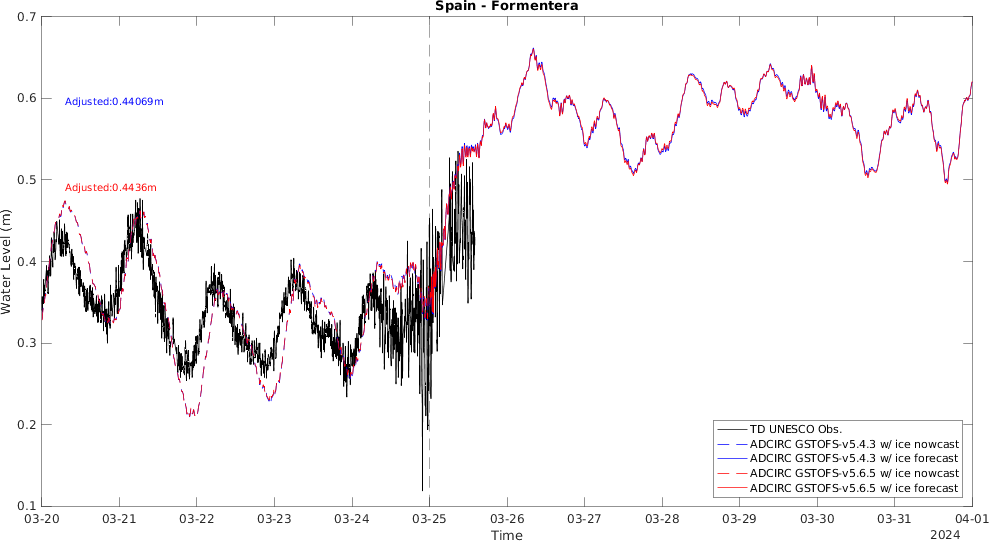 Spain - Formentera
0.7
0.6
0.5
0.4
0.3
0.2
0.1
Water Level (m)
Adjusted:0.44069m
Adjusted:0.4436m
TD UNESCO Obs.
ADCIRC GSTOFS-v5.4.3 w/ ice nowcast
ADCIRC GSTOFS-v5.4.3 w/ ice forecast
ADCIRC GSTOFS-v5.6.5 w/ ice nowcast
ADCIRC GSTOFS-v5.6.5 w/ ice forecast
03-20 03-21 03-22 03-23 03-24 03-25 03-26 03-27 03-28 03-29 03-30 03-31 04-01
Time
2024